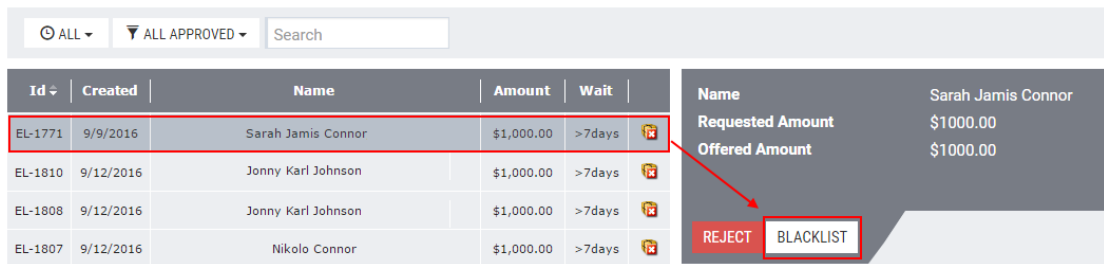 ALL ALL APPROVED Search
Id Created Name Amount Wait
EL-1771 9/9/2016 Sarah Jamis Connor $1,000.00 >7days
EL-1810 9/12/2016 Jonny Karl Johnson $1,000.00 >7days
EL-1808 9/12/2016 Jonny Karl Johnson $1,000.00 >7days
EL-1807 9/12/2016 Nikolo Connor $1,000.00 >7days
Name Sarah Jamis Connor
Requested Amount $1000.00
Offered Amount $1000.00
REJECT BLACKLIST